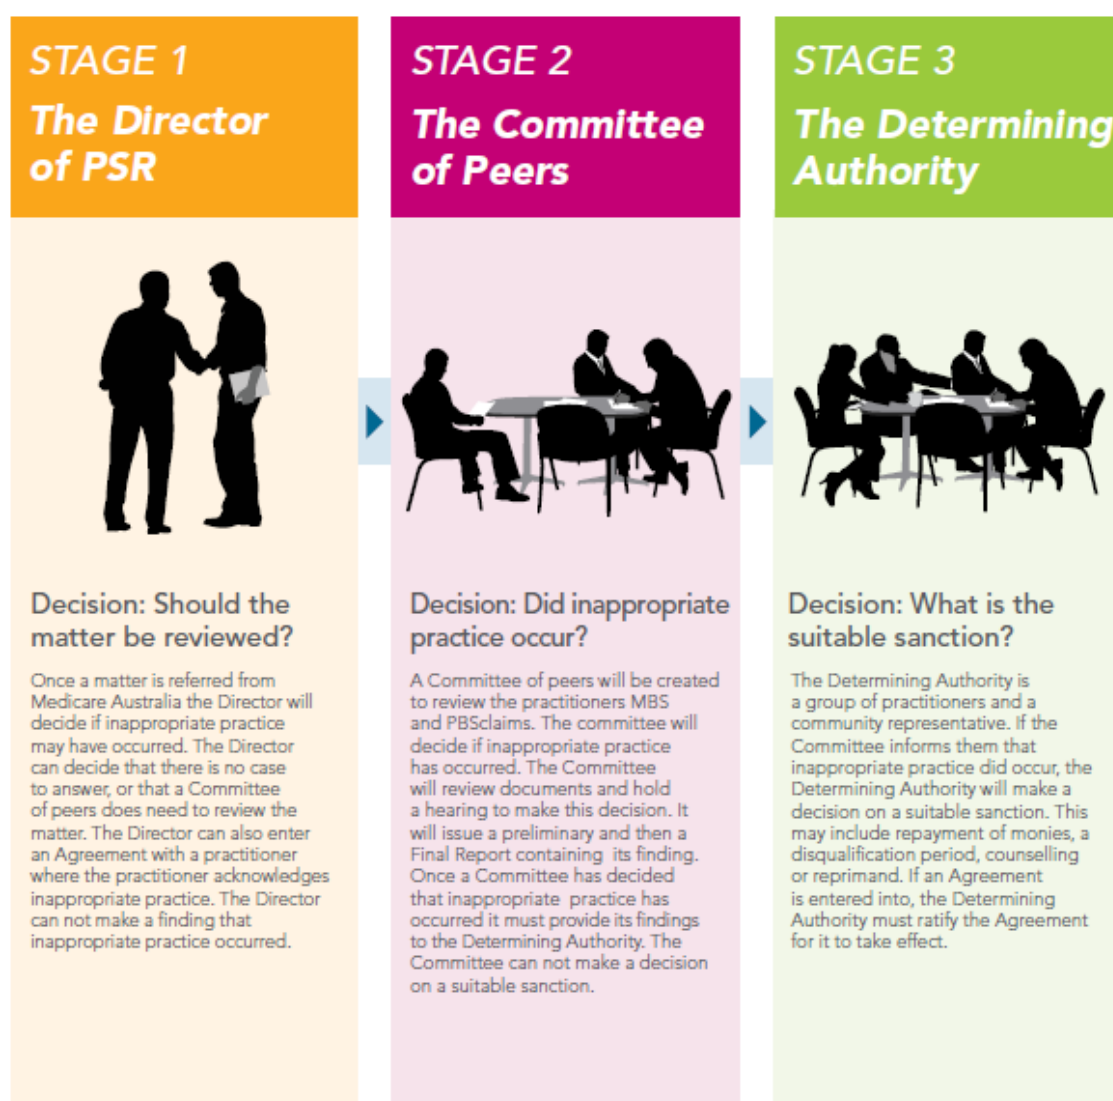 STAGE 1
The Director
of PSR
Decision: Should the
matter be reviewed?
Once a matter is referred from
Medicare Australia the Director will
decide if inappropriate practice
may have occurred. The Director
can decide that there is no case
to answer, or that a Committee
of peers does need to review the
matter. The Director can also enter
an Agreement with a practitioner
where the practitioner acknowledges
inappropriate practice. The Director
can not make a finding that
inappropriate practice occurred.
STAGE 2
The Committee
of Peers
Decision: Did inappropriate
practice occur?
A Committee of peers will be created
to review the practitioners MBS
and PBSclaims. The committee will
decide if inappropriate practice
has occurred. The Committee
will review documents and hold
a hearing to make this decision. It
will issue a preliminary and then a
Final Report containing its finding.
Once a Committee has decided
that inappropriate practice has
occurred it must provide its findings
to the Determining Authority. The
Committee can not make a decision
on a suitable sanction.
STAGE 3
The Determining
Authority
Decision: What is the
suitable sanction?
The Determining Authority is
a group of practitioners and a
community representative. If the
Committee informs them that
inappropriate practice did occur, the
Determining Authority will make a
decision on a suitable sanction. This
may include repayment of monies, a
disqualification period, counselling
or reprimand. If an Agreement
is entered into, the Determining
Authority must ratify the Agreement
for it to take effect.